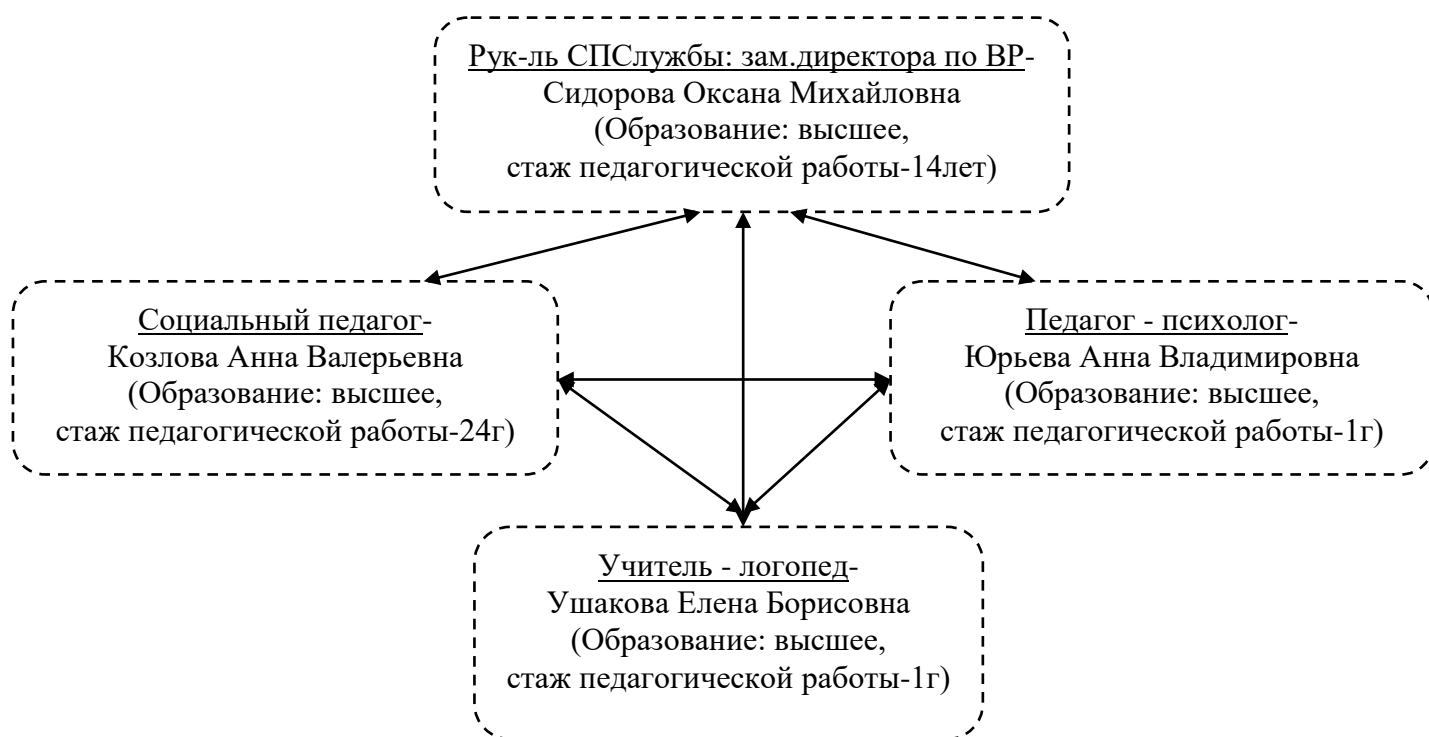 Рук-ль СПСлужбы: зам.директора по ВР-
Сидорова Оксана Михайловна
(Образование: высшее,
стаж педагогической работы-14лет)
Социальный педагог-
Козлова Анна Валерьевна
(Образование: высшее,
стаж педагогической работы-24г)
Педагог - психолог-
Юрьева Анна Владимировна
(Образование: высшее,
стаж педагогической работы-1г)
Учитель - логопед-
Ушакова Елена Борисовна
(Образование: высшее,
стаж педагогической работы-1г)